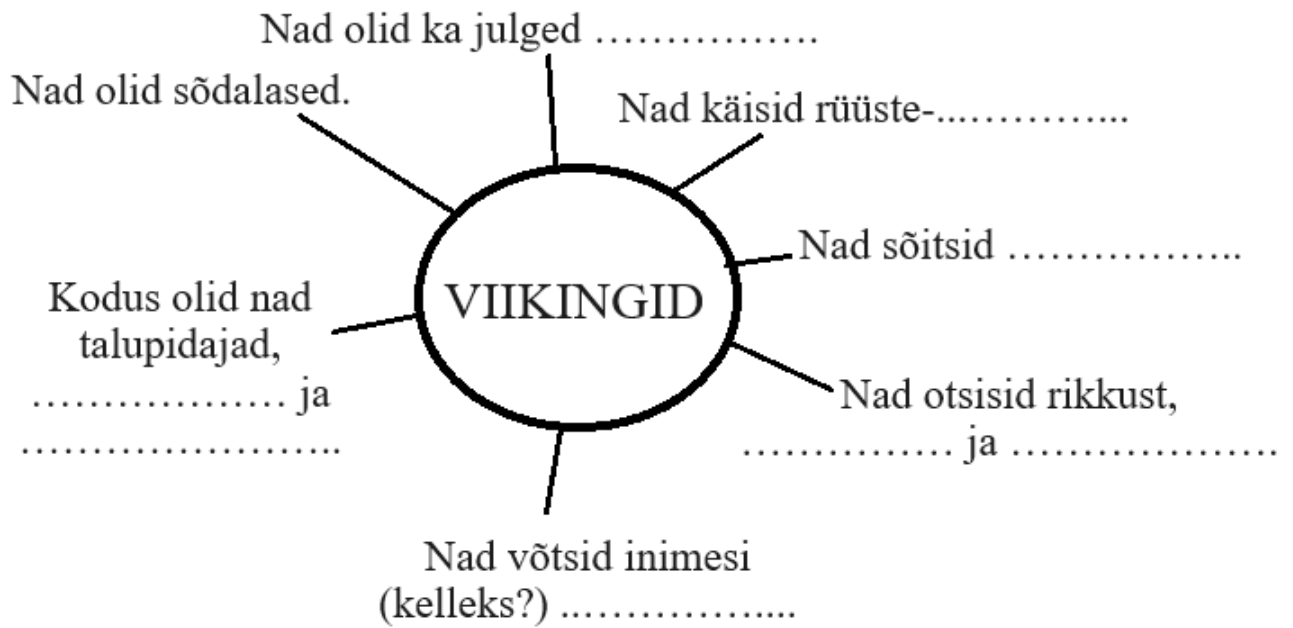 Nad olid ka julged …………….
Nad olid sõdalased.
Nad käisid rüüste-...………...
Nad sõitsid ……………..
Kodus olid nad
talupidajad,
……………… ja
…………………..
VIIKINGID
Nad otsisid rikkust,
…………… ja ……………….
Nad võtsid inimesi
(kelleks?) ..…………....